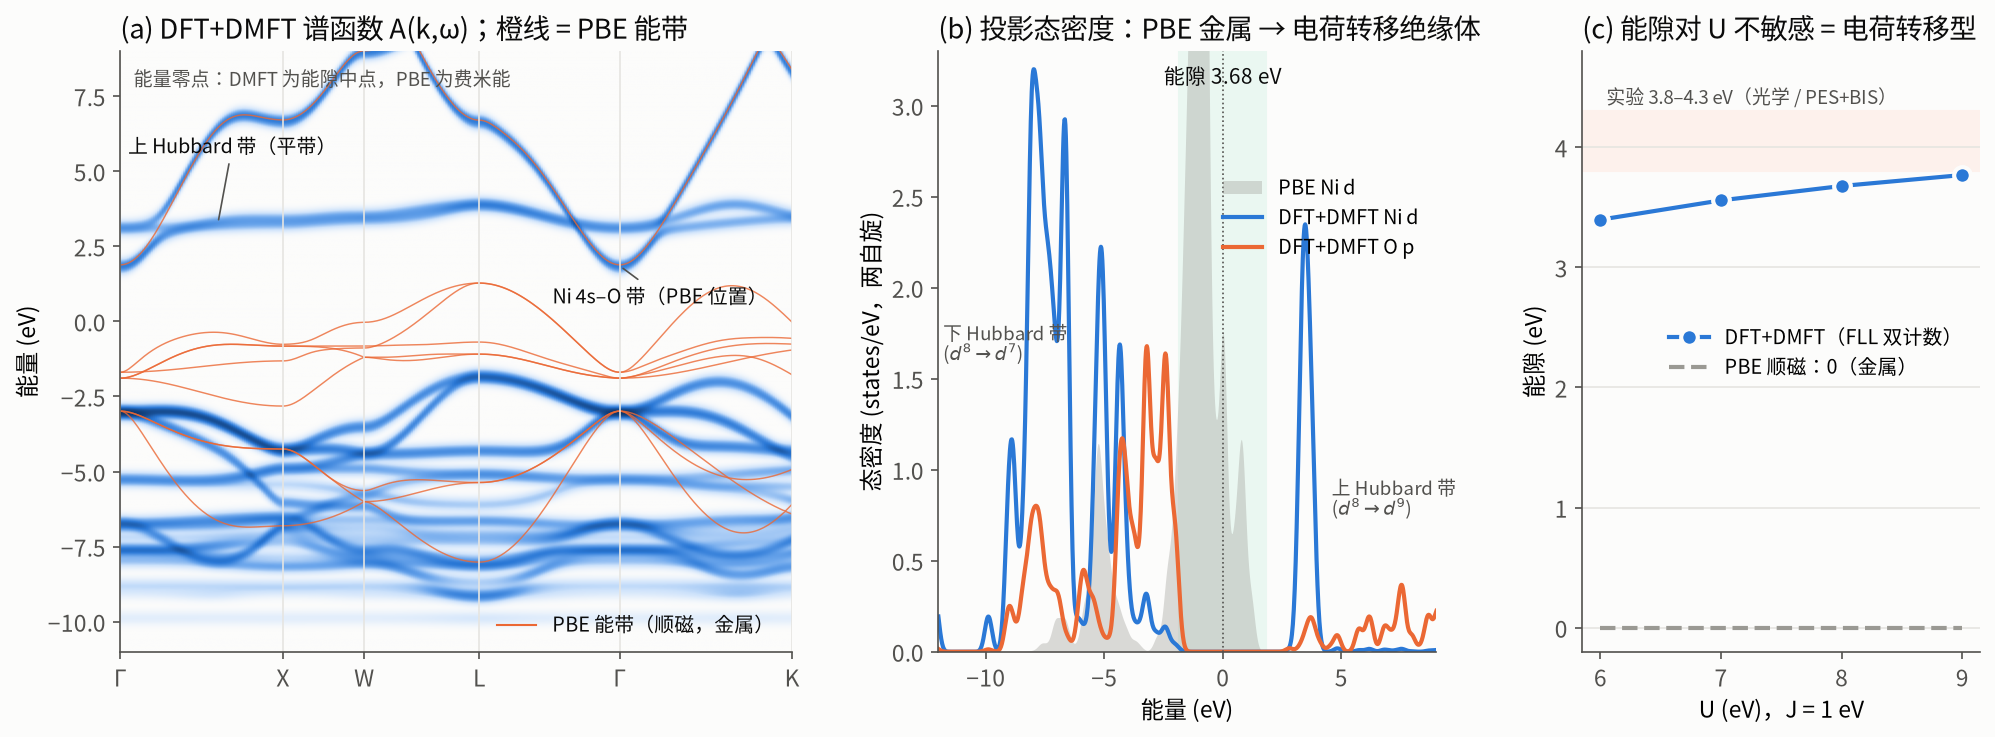 (a) DFT+DMFT 谱函数 A(k,ω)；橙线 = PBE 能带
能量零点：DMFT 为能隙中点，PBE 为费米能
上 Hubbard 带（平带）
Ni 4s–O 带（PBE 位置）
PBE 能带（顺磁，金属）
能量 (eV)
7.5
5.0
2.5
0.0
−2.5
−5.0
−7.5
−10.0
Γ X W L Γ K
(b) 投影态密度：PBE 金属 → 电荷转移绝缘体
能隙 3.68 eV
PBE Ni d
DFT+DMFT Ni d
DFT+DMFT O p
下 Hubbard 带
(d⁸→d⁷)
上 Hubbard 带
(d⁸→d⁹)
态密度 (states/eV，两自旋)
3.0
2.5
2.0
1.5
1.0
0.5
0.0
−10 −5 0 5
能量 (eV)
(c) 能隙对 U 不敏感 = 电荷转移型
实验 3.8–4.3 eV（光学 / PES+BIS）
DFT+DMFT（FLL 双计数）
PBE 顺磁：0（金属）
能隙 (eV)
4
3
2
1
0
6 7 8 9
U (eV)，J = 1 eV